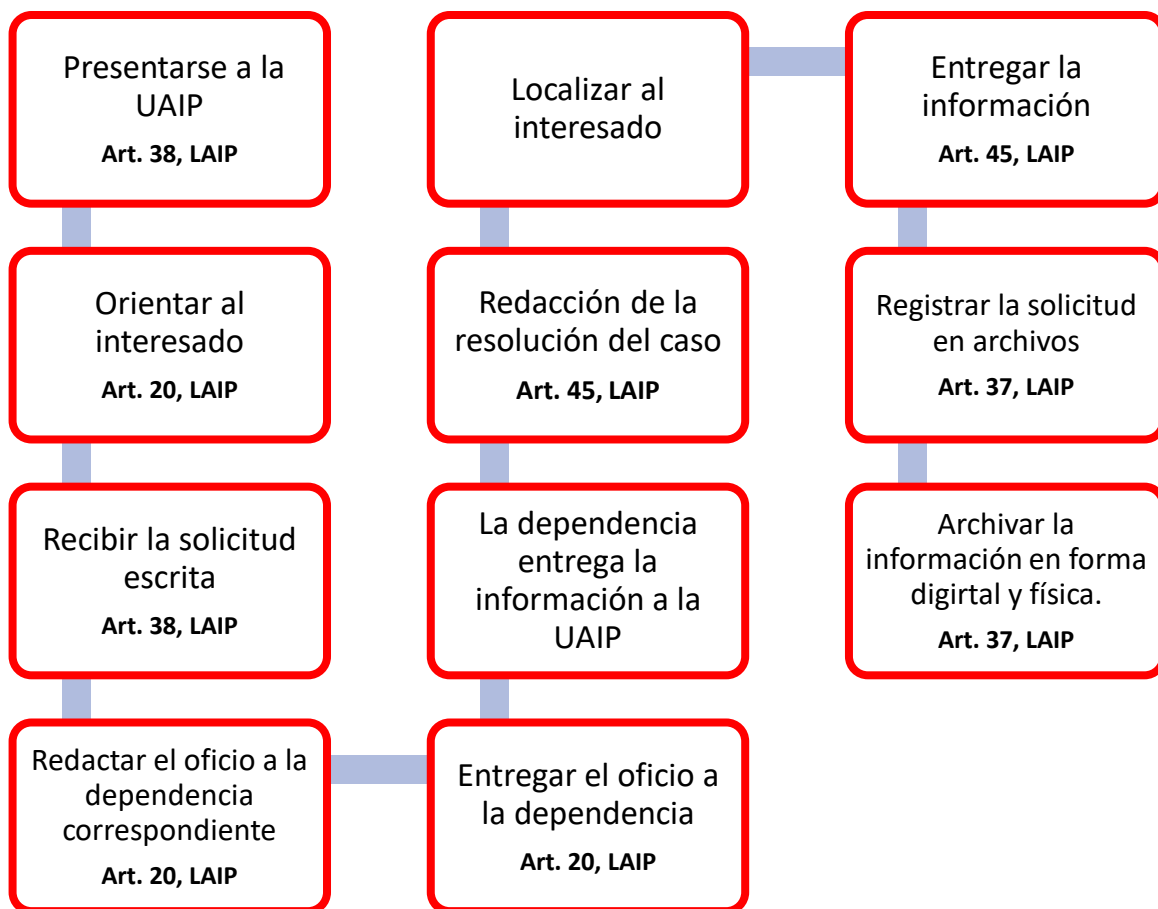 Presentarse a la
UAIP
Art. 38, LAIP
Orientar al
interesado
Art. 20, LAIP
Recibir la solicitud
escrita
Art. 38, LAIP
Redactar el oficio a la
dependencia
correspondiente
Art. 20, LAIP
Entregar el oficio a
la dependencia
Art. 20, LAIP
La dependencia
entrega la
información a la
UAIP
Redacción de la
resolución del caso
Art. 45, LAIP
Localizar al
interesado
Entregar la
información
Art. 45, LAIP
Registrar la solicitud
en archivos
Art. 37, LAIP
Archivar la
información en forma
digirtal y física.
Art. 37, LAIP